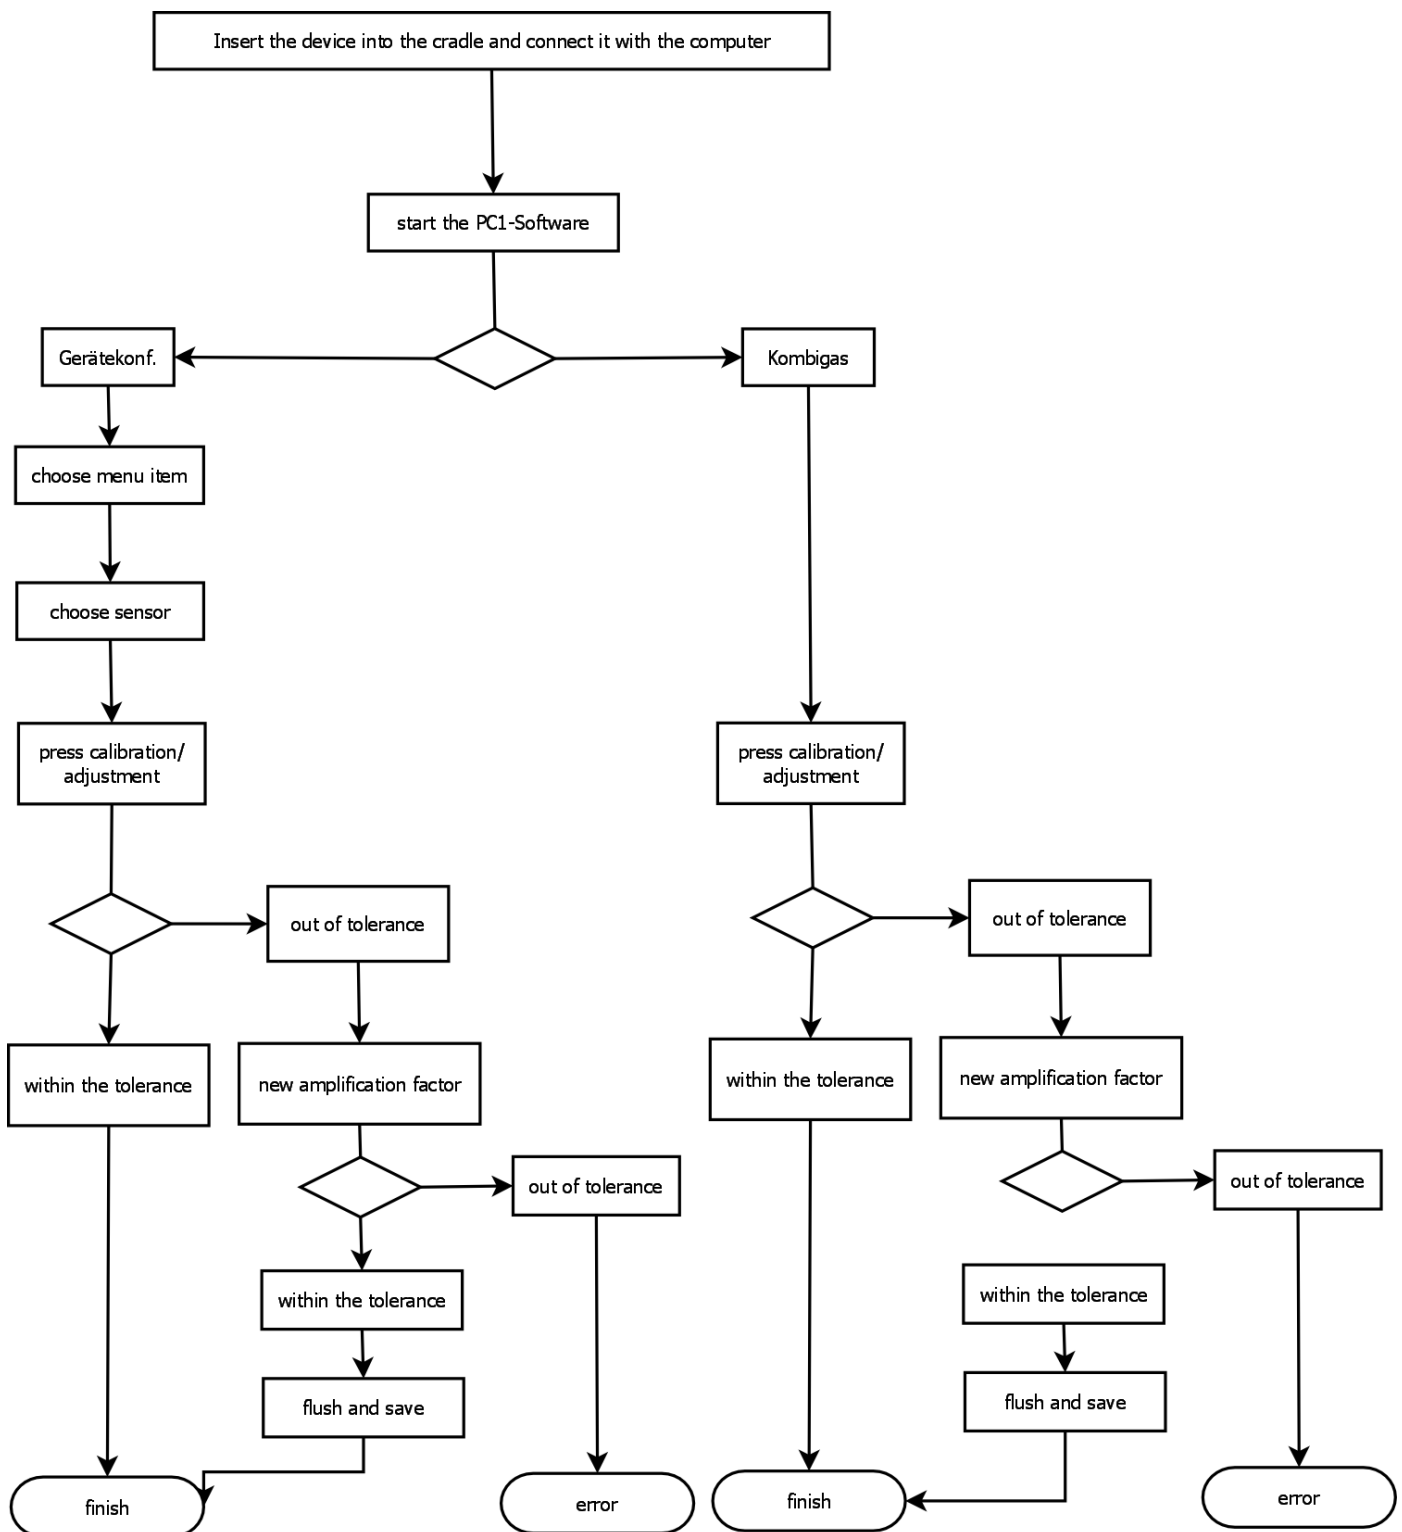 Insert the device into the cradle and connect it with the computer
start the PC1-Software
Gerätekonf.
Kombigas
choose menu item
choose sensor
press calibration/
adjustment
press calibration/
adjustment
out of tolerance
out of tolerance
within the tolerance
new amplification factor
within the tolerance
new amplification factor
out of tolerance
out of tolerance
within the tolerance
within the tolerance
flush and save
flush and save
finish
error
finish
error